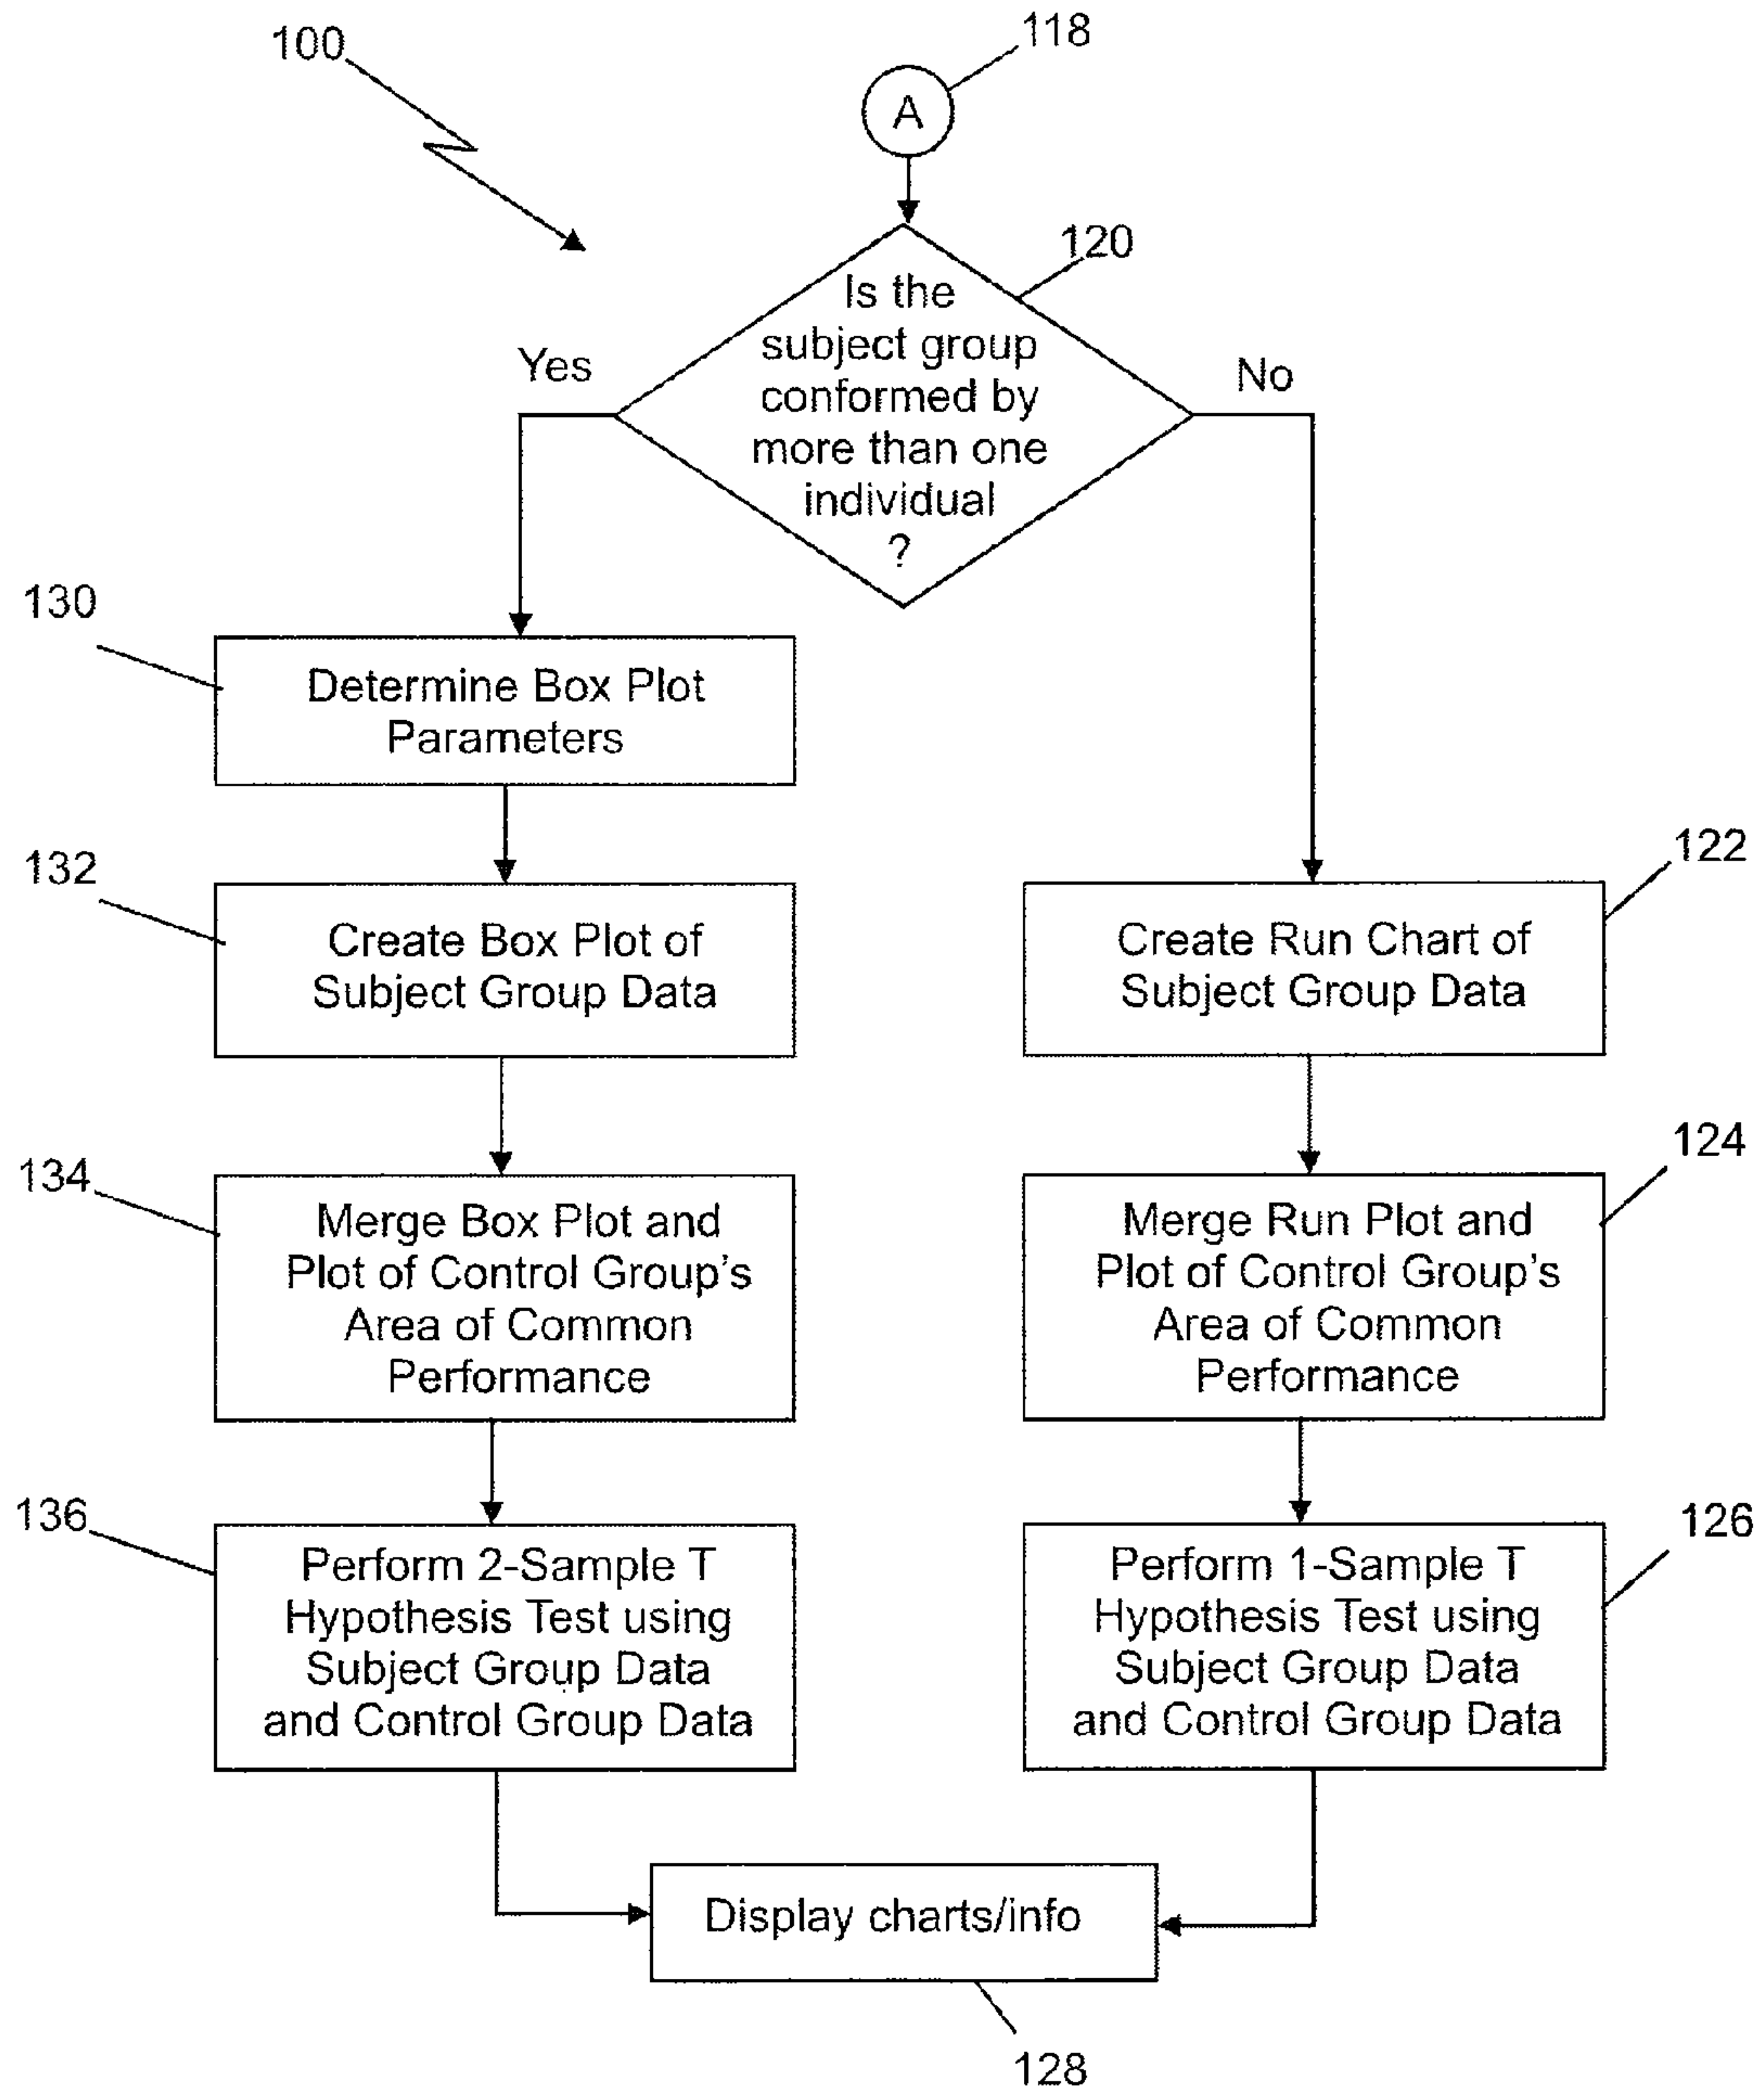 100
118
A
120
Is the
subject group
conformed by
more than one
individual
?
Yes
No
130
Determine Box Plot
Parameters
132
Create Box Plot of
Subject Group Data
122
Create Run Chart of
Subject Group Data
134
Merge Box Plot and
Plot of Control Group's
Area of Common
Performance
124
Merge Run Plot and
Plot of Control Group's
Area of Common
Performance
136
Perform 2-Sample T
Hypothesis Test using
Subject Group Data
and Control Group Data
126
Perform 1-Sample T
Hypothesis Test using
Subject Group Data
and Control Group Data
Display charts/info
128